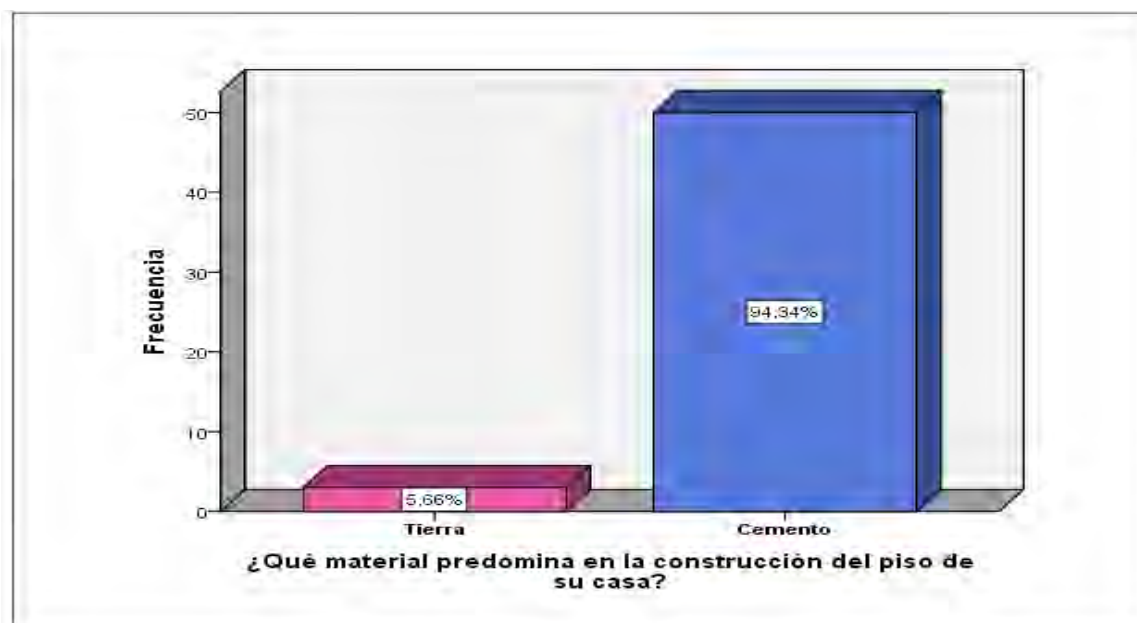 50
40
30
20
10
0
Frecuencia
94,34%
5,66%
Tierra
Cemento
¿Qué material predomina en la construcción del piso de
su casa?